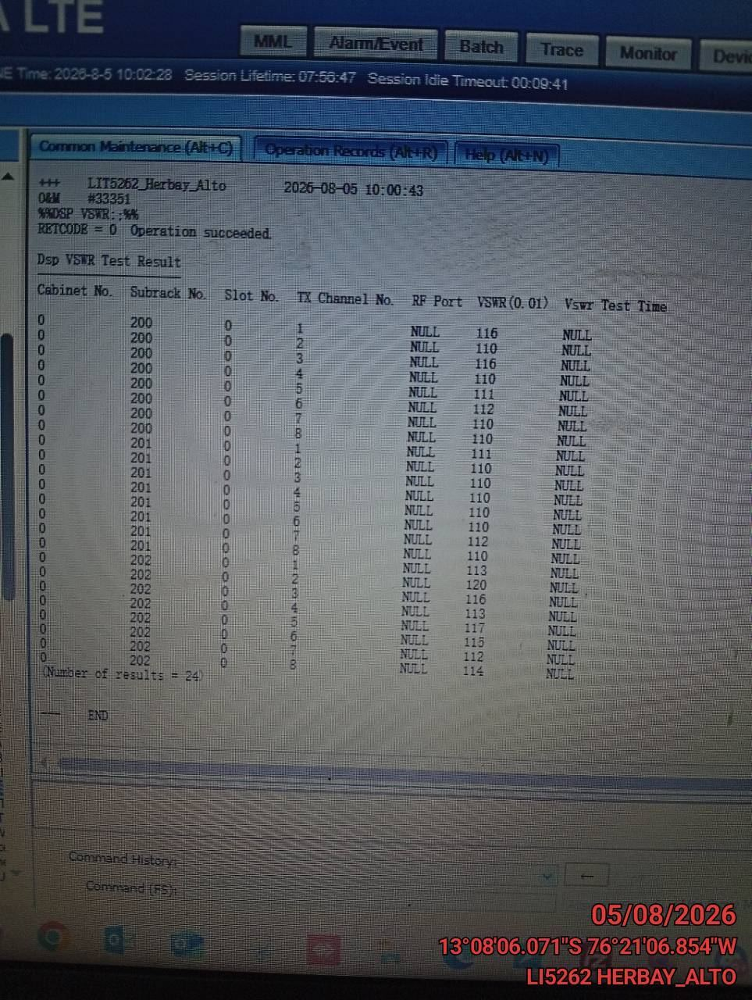 A LTE
MML Alarm/Event Batch Trace Monitor Devic
NE Time: 2026-8-5 10:02:28 Session Lifetime: 07:56:47 Session Idle Timeout: 00:09:41
Common Maintenance (Alt+C) Operation Records (Alt+R) Help (Alt+N)
+++ LIT5262_Herbay_Alto 2026-08-05 10:00:43
O&M #33351
%%DSP VSWR:;%%
RETCODE = 0 Operation succeeded.
Dsp VSWR Test Result
Cabinet No. Subrack No. Slot No. TX Channel No. RF Port VSWR(0.01) Vswr Test Time
0 200 0 1 NULL 116 NULL
0 200 0 2 NULL 110 NULL
0 200 0 3 NULL 116 NULL
0 200 0 4 NULL 110 NULL
0 200 0 5 NULL 111 NULL
0 200 0 6 NULL 112 NULL
0 200 0 7 NULL 110 NULL
0 200 0 8 NULL 110 NULL
0 201 0 1 NULL 111 NULL
0 201 0 2 NULL 110 NULL
0 201 0 3 NULL 110 NULL
0 201 0 4 NULL 110 NULL
0 201 0 5 NULL 110 NULL
0 201 0 6 NULL 110 NULL
0 201 0 7 NULL 112 NULL
0 201 0 8 NULL 110 NULL
0 202 0 1 NULL 113 NULL
0 202 0 2 NULL 120 NULL
0 202 0 3 NULL 116 NULL
0 202 0 4 NULL 113 NULL
0 202 0 5 NULL 117 NULL
0 202 0 6 NULL 115 NULL
0 202 0 7 NULL 112 NULL
0 202 0 8 NULL 114 NULL
(Number of results = 24)
--- END
Command History:
Command (F5):
05/08/2026
13°08'06.071"S 76°21'06.854"W
LI5262 HERBAY_ALTO